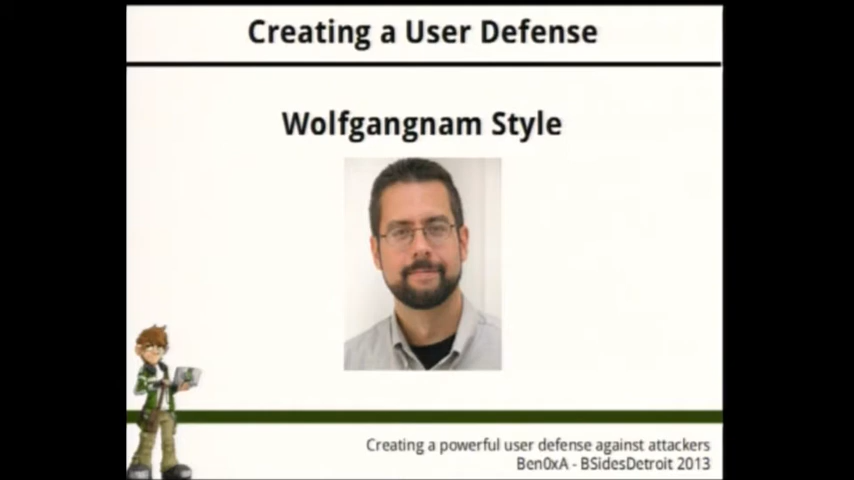 Creating a User Defense
Wolfgangnam Style
Creating a powerful user defense against attackers
Ben0xA - BSidesDetroit 2013